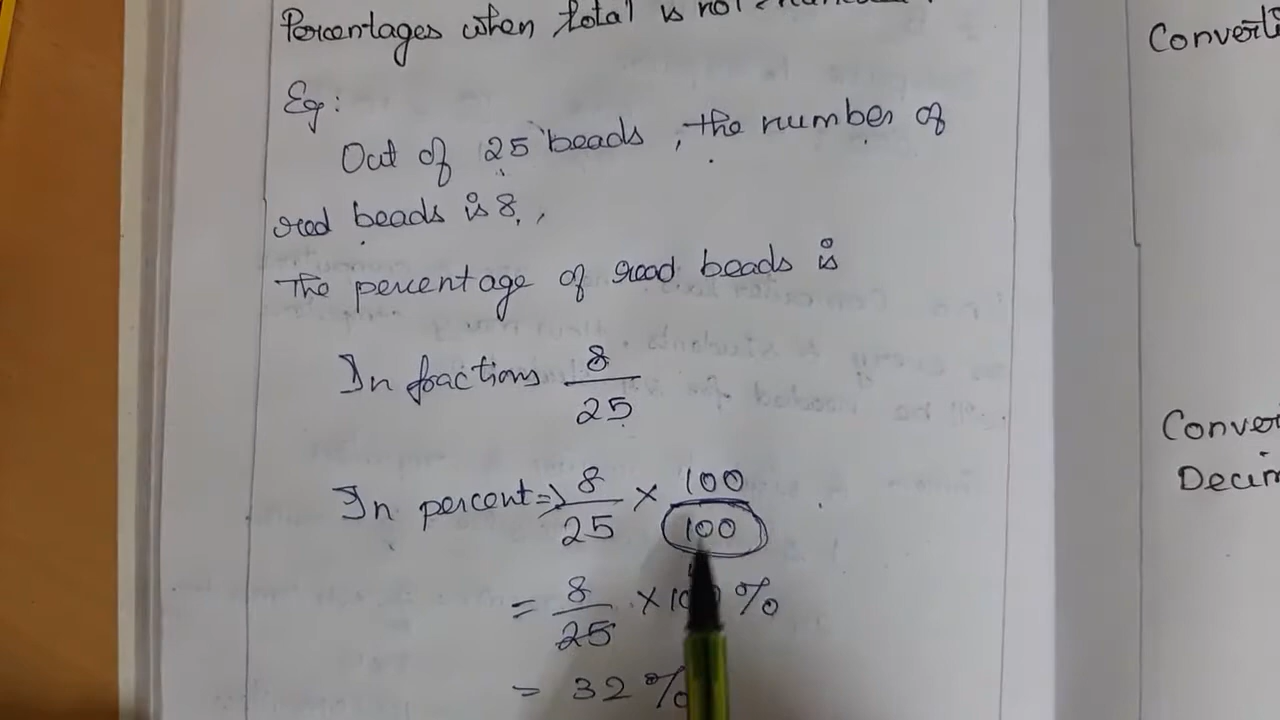 Percentages when total is not
Eg:
Out of 25 beads, the number of
red beads is 8,
The percentage of read beads is
In fractions 8/25
In percent => 8/25 × 100/100
= 8/25 × 100 %
= 32 %
Convert
Conver
Decim